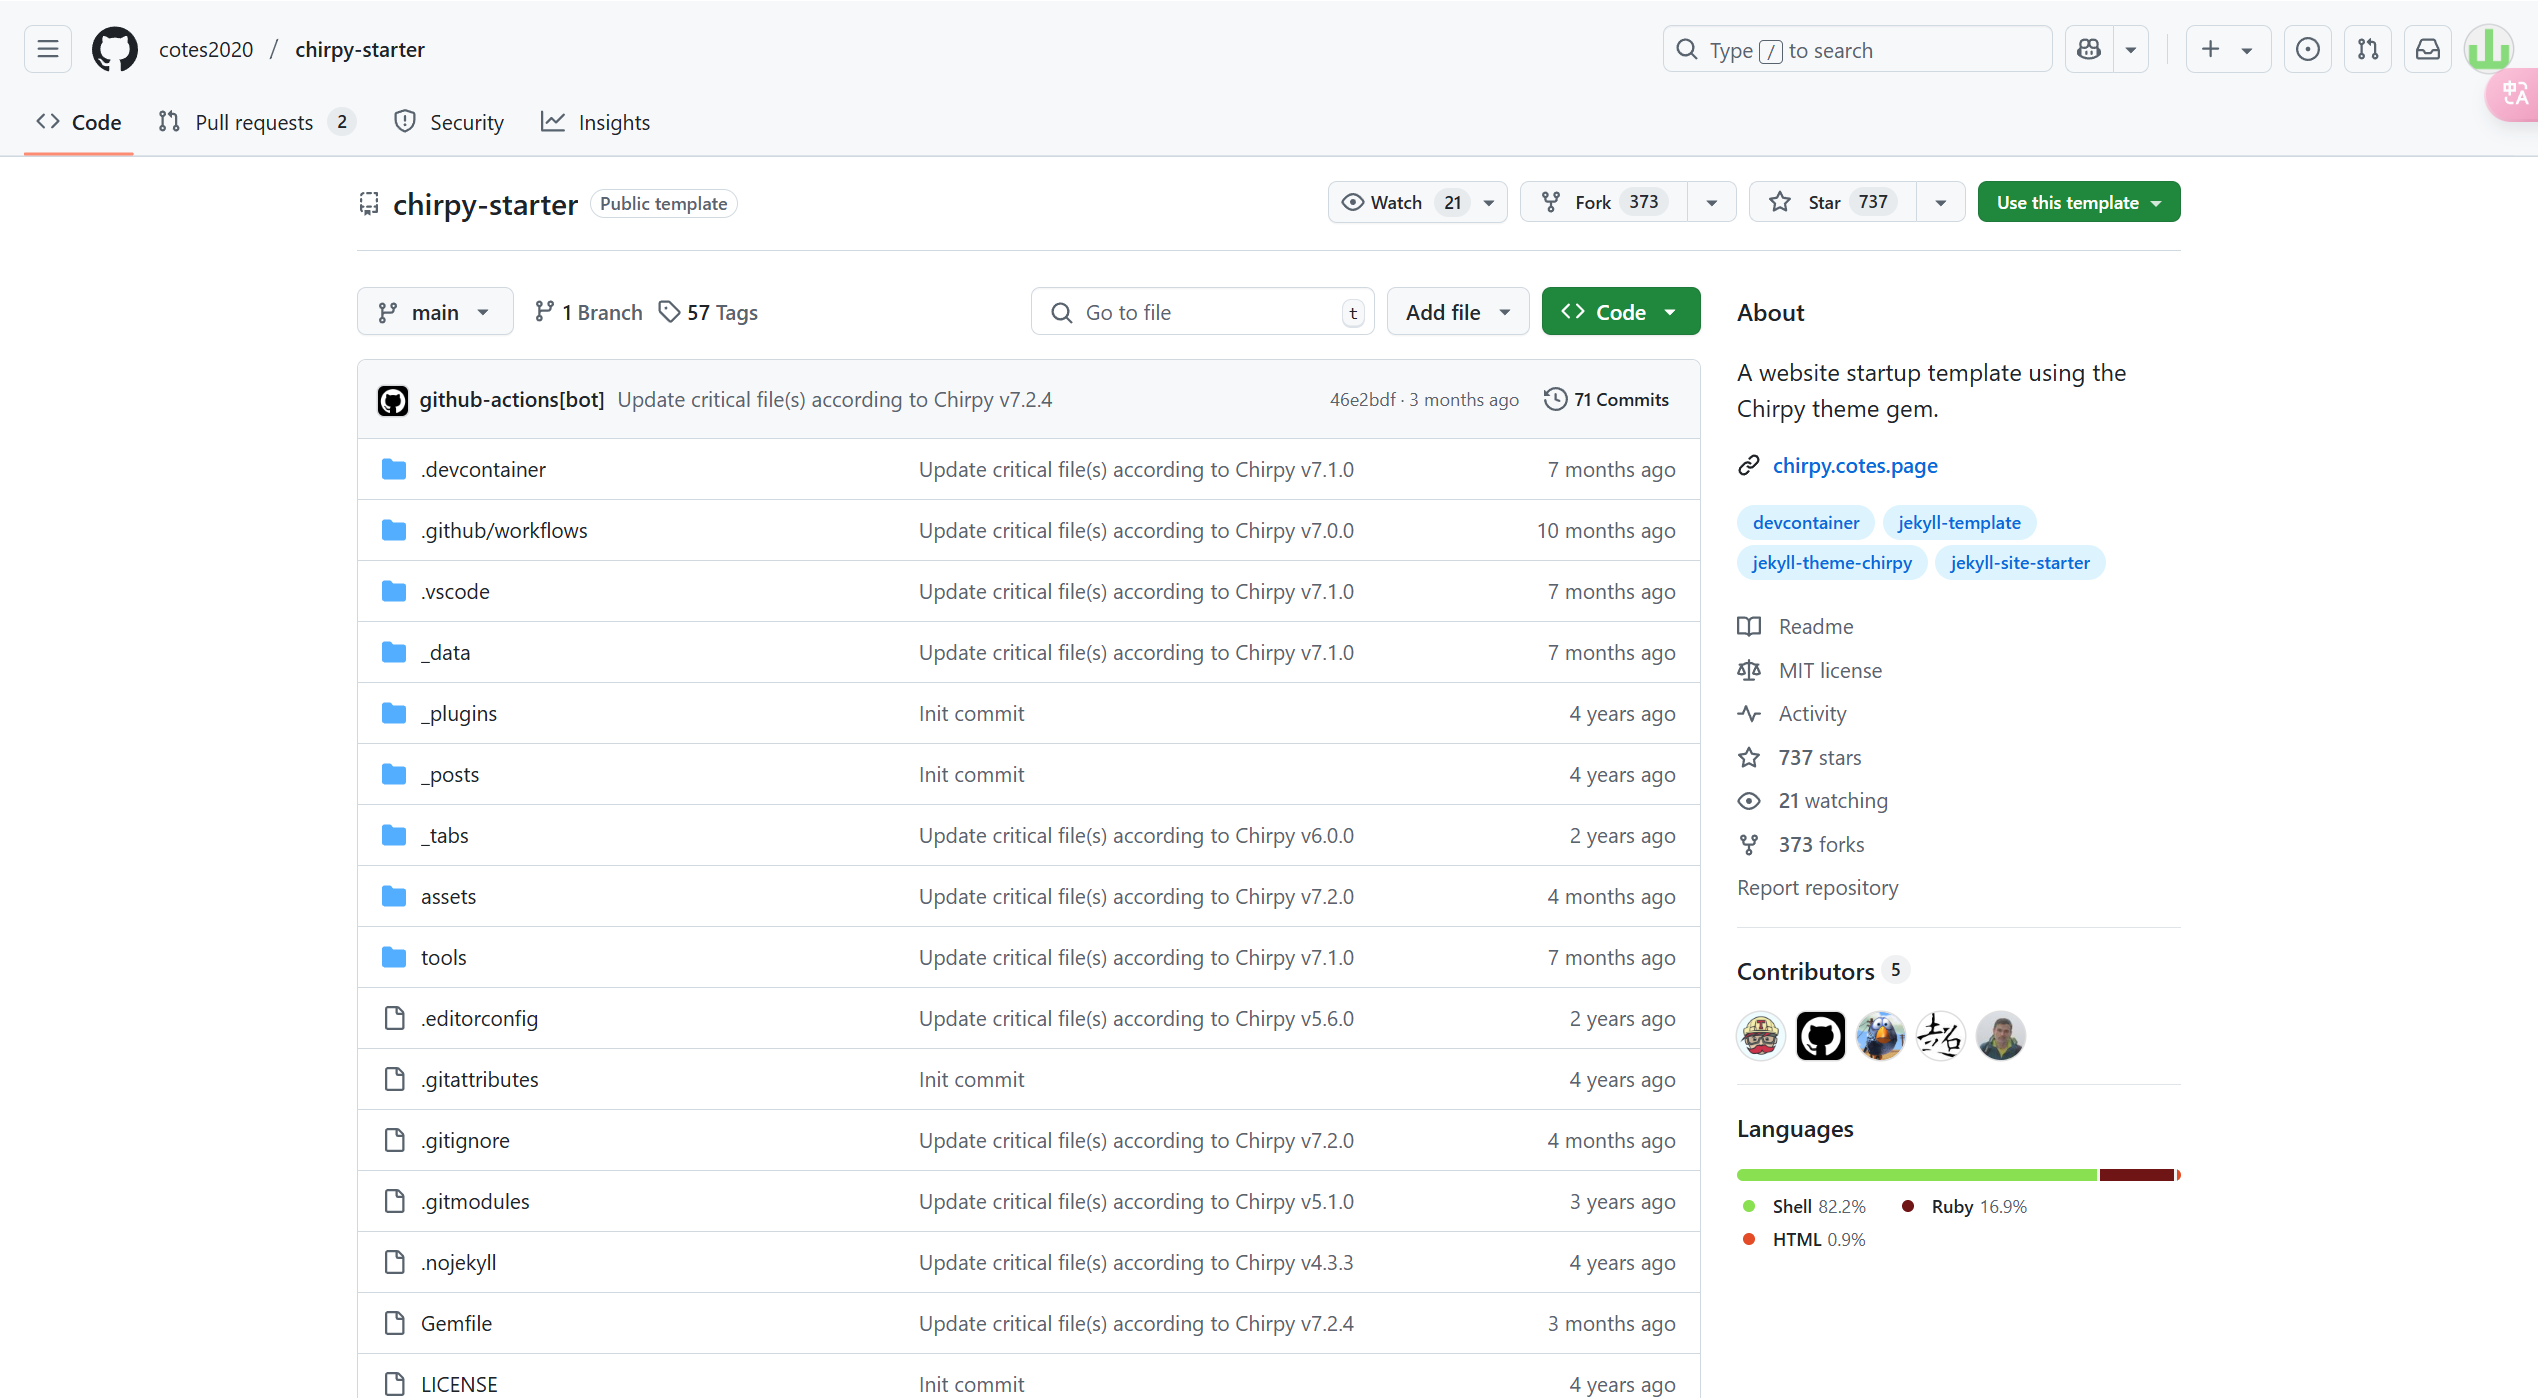 cotes2020 / chirpy-starter
Type / to search
中A
Code
Pull requests 2
Security
Insights
chirpy-starter Public template
Watch 21
Fork 373
Star 737
Use this template
main
1 Branch
57 Tags
Go to file t
Add file
Code
github-actions[bot] Update critical file(s) according to Chirpy v7.2.4 46e2bdf · 3 months ago 71 Commits
.devcontainer Update critical file(s) according to Chirpy v7.1.0 7 months ago
.github/workflows Update critical file(s) according to Chirpy v7.0.0 10 months ago
.vscode Update critical file(s) according to Chirpy v7.1.0 7 months ago
_data Update critical file(s) according to Chirpy v7.1.0 7 months ago
_plugins Init commit 4 years ago
_posts Init commit 4 years ago
_tabs Update critical file(s) according to Chirpy v6.0.0 2 years ago
assets Update critical file(s) according to Chirpy v7.2.0 4 months ago
tools Update critical file(s) according to Chirpy v7.1.0 7 months ago
.editorconfig Update critical file(s) according to Chirpy v5.6.0 2 years ago
.gitattributes Init commit 4 years ago
.gitignore Update critical file(s) according to Chirpy v7.2.0 4 months ago
.gitmodules Update critical file(s) according to Chirpy v5.1.0 3 years ago
.nojekyll Update critical file(s) according to Chirpy v4.3.3 4 years ago
Gemfile Update critical file(s) according to Chirpy v7.2.4 3 months ago
LICENSE Init commit 4 years ago
About
A website startup template using the
Chirpy theme gem.
chirpy.cotes.page
devcontainer jekyll-template
jekyll-theme-chirpy jekyll-site-starter
Readme
MIT license
Activity
737 stars
21 watching
373 forks
Report repository
Contributors 5
Languages
Shell 82.2% Ruby 16.9%
HTML 0.9%